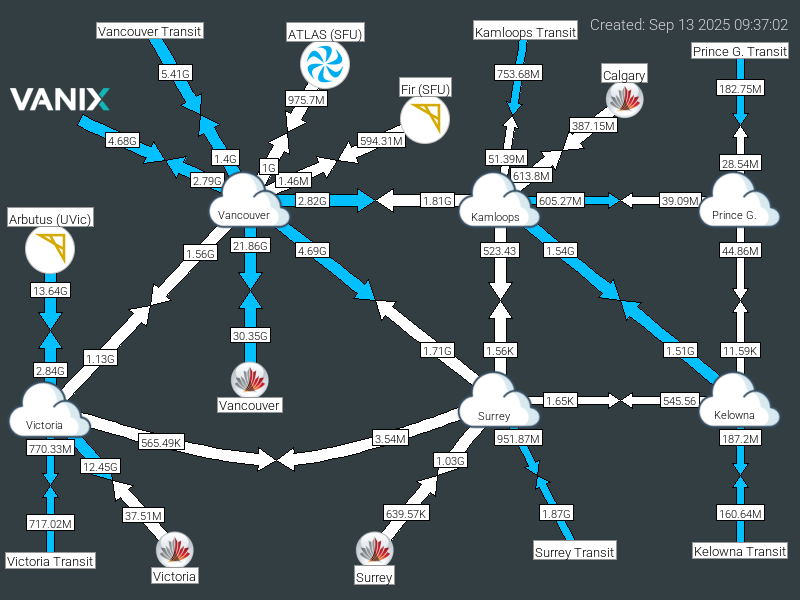 Created: Sep 13 2025 09:37:02
Vancouver Transit
ATLAS (SFU)
Kamloops Transit
Prince G. Transit
5.41G
753.68M
Calgary
182.75M
Fir (SFU)
VANIX
975.7M
387.15M
4.68G
594.31M
1.4G
1G
51.39M
28.54M
2.79G
1.46M
613.8M
2.82G
1.81G
605.27M
39.09M
Vancouver
Kamloops
Prince G.
Arbutus (UVic)
1.56G
21.86G
4.69G
523.43
1.54G
44.86M
13.64G
30.35G
1.13G
1.71G
1.56K
1.51G
11.59K
2.84G
Vancouver
Victoria
Surrey
1.65K
545.56
Kelowna
565.49K
3.54M
951.87M
187.2M
770.33M
12.45G
1.03G
717.02M
37.51M
639.57K
1.87G
160.64M
Victoria Transit
Victoria
Surrey
Surrey Transit
Kelowna Transit